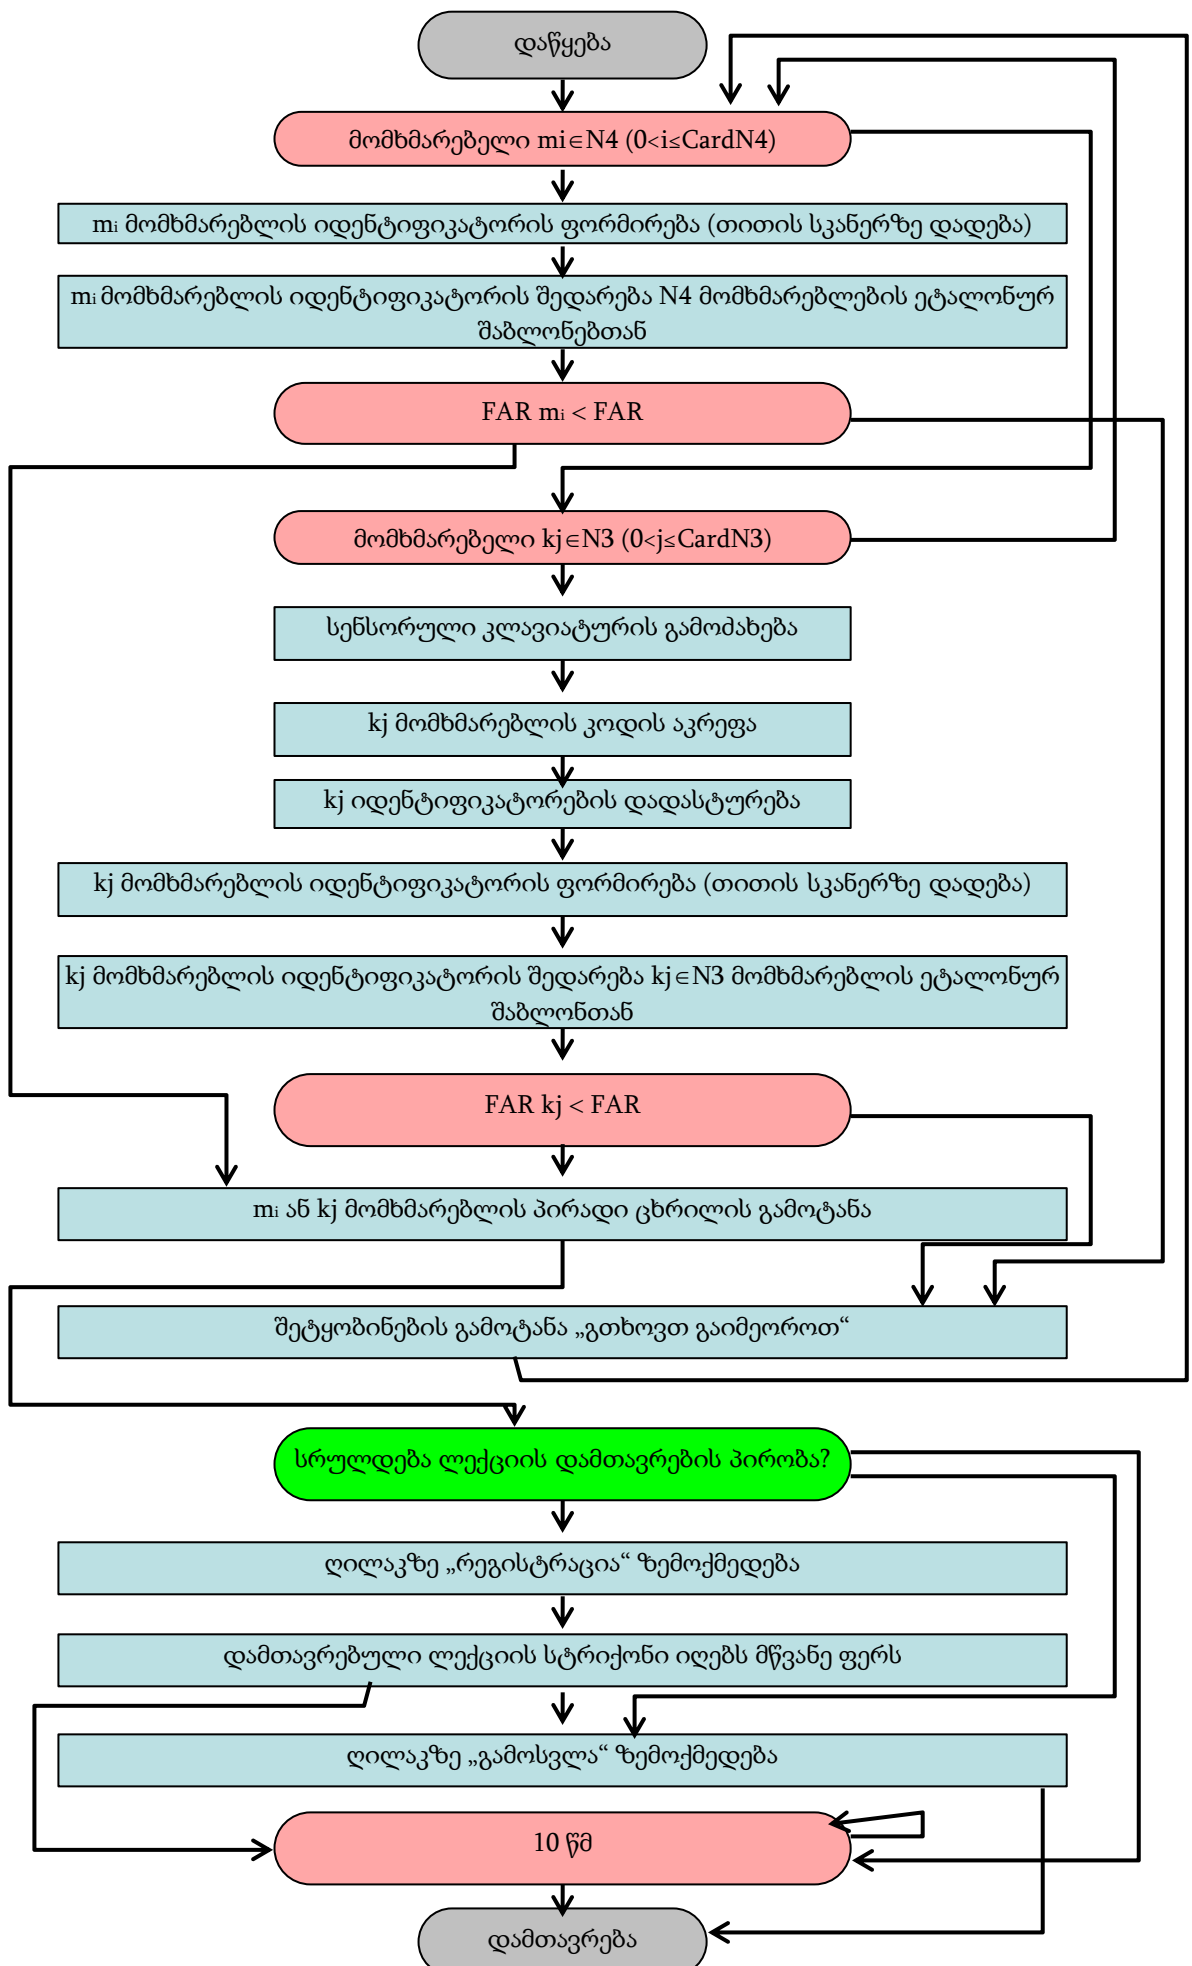 დაწყება
მომხმარებელი mi∈N4 (0<i≤CardN4)
mi მომხმარებლის იდენტიფიკატორის ფორმირება (თითის სკანერზე დადება)
mi მომხმარებლის იდენტიფიკატორის შედარება N4 მომხმარებლების ეტალონურ
შაბლონებთან
FAR mi < FAR
მომხმარებელი kj∈N3 (0<j≤CardN3)
სენსორული კლავიატურის გამოძახება
kj მომხმარებლის კოდის აკრეფა
kj იდენტიფიკატორების დადასტურება
kj მომხმარებლის იდენტიფიკატორის ფორმირება (თითის სკანერზე დადება)
kj მომხმარებლის იდენტიფიკატორის შედარება kj∈N3 მომხმარებლის ეტალონურ
შაბლონთან
FAR kj < FAR
mi ან kj მომხმარებლის პირადი ცხრილის გამოტანა
შეტყობინების გამოტანა „გთხოვთ გაიმეოროთ“
სრულდება ლექციის დამთავრების პირობა?
ღილაკზე „რეგისტრაცია“ ზემოქმედება
დამთავრებული ლექციის სტრიქონი იღებს მწვანე ფერს
ღილაკზე „გამოსვლა“ ზემოქმედება
10 წმ
დამთავრება